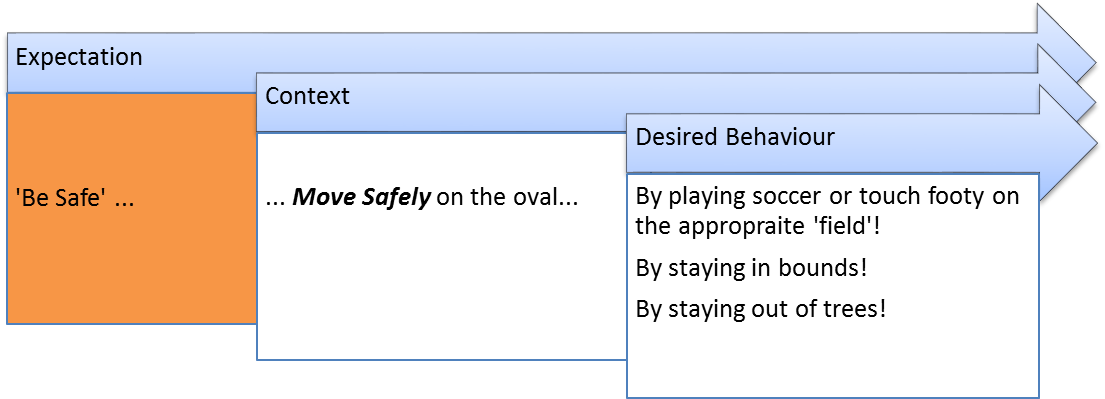 Expectation
Context
Desired Behaviour
'Be Safe' ...
... Move Safely on the oval...
By playing soccer or touch footy on
the appropraite 'field'!
By staying in bounds!
By staying out of trees!